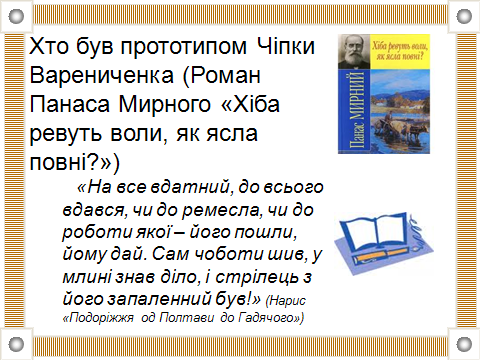 Хто був прототипом Чіпки
Варениченка (Роман
Панаса Мирного «Хіба
ревуть воли, як ясла
повні?»)
«На все вдатний, до всього
вдався, чи до ремесла, чи до
роботи якої – його пошли,
йому дай. Сам чоботи шив, у
млині знав діло, і стрілець з
його запаленний був!» (Нарис
«Подоріжжя од Полтави до Гадячого»)
Хіба ревуть воли,
як ясла повні?
Панас МИРНИЙ